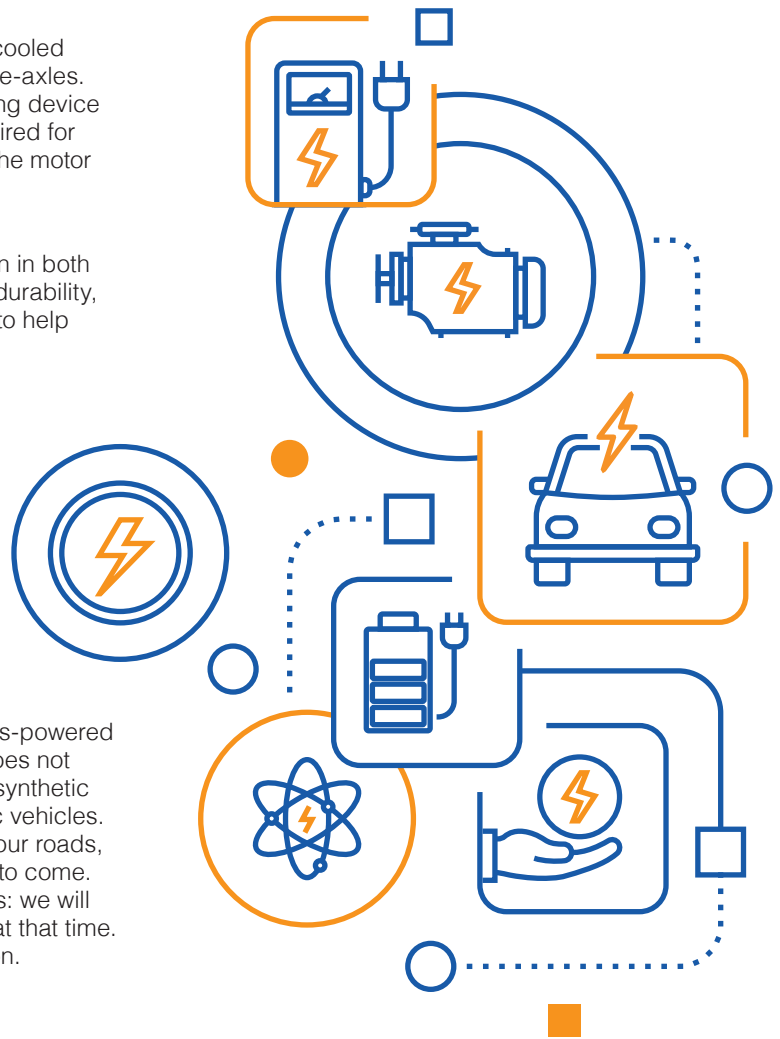 cooled
e-axles.
ng device
ired for
he motor
n in both
durability,
to help
s-powered
oes not
synthetic
c vehicles.
our roads,
to come.
s: we will
at that time.
n.